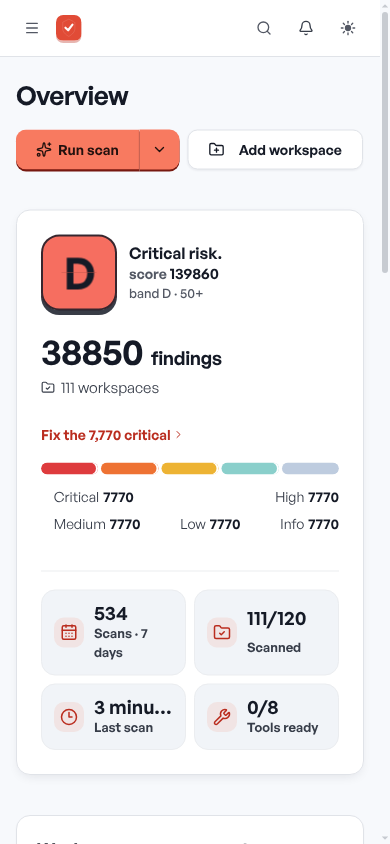 Overview
Run scan
Add workspace
D
Critical risk.
score 139860
band D · 50+
38850 findings
111 workspaces
Fix the 7,770 critical
Critical 7770
High 7770
Medium 7770
Low 7770
Info 7770
534
Scans · 7
days
111/120
Scanned
3 minu...
Last scan
0/8
Tools ready